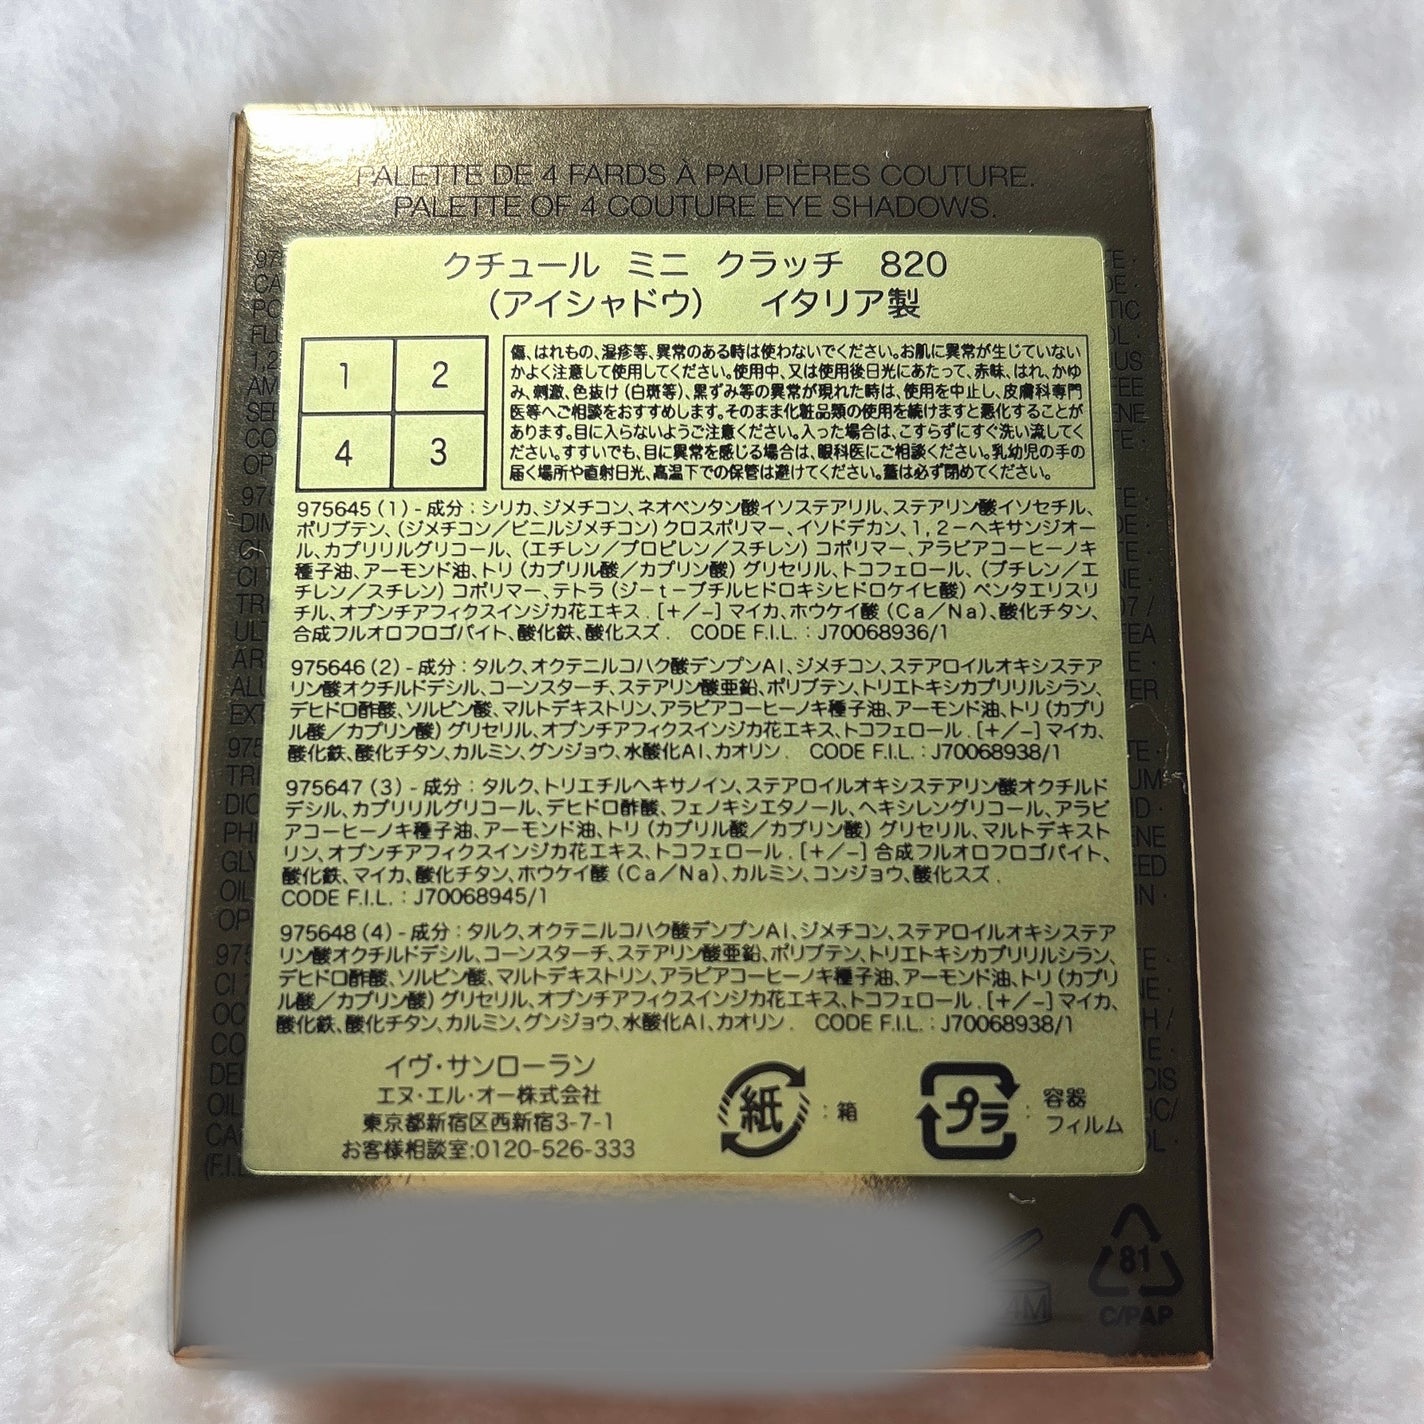 PALETTE DE 4 FARDS À PAUPIÈRES COUTURE.
PALETTE OF 4 COUTURE EYE SHADOWS.
クチュール ミニ クラッチ 820
(アイシャドウ) イタリア製
1 2
4 3
傷、はれもの、湿疹等、異常のある時は使わないでください。お肌に異常が生じていない
かよく注意して使用してください。使用中、又は使用後日光にあたって、赤味、はれ、かゆ
み、刺激、色抜け(白斑等)、黒ずみ等の異常が現れた時は、使用を中止し、皮膚科専門
医等へご相談をおすすめします。そのまま化粧品類の使用を続けますと悪化することが
あります。目に入らないようご注意ください。入った場合は、こすらずにすぐ洗い流してく
ださい。すすいでも、目に異常を感じる場合は、眼科医にご相談ください。乳幼児の手の
届く場所や直射日光、高温下での保管は避けてください。蓋は必ず閉めてください。
975645(1)-成分:シリカ、ジメチコン、ネオペンタン酸イソステアリル、ステアリン酸イソセチル、
ポリブテン、(ジメチコン/ビニルジメチコン)クロスポリマー、イソドデカン、1,2-ヘキサンジオー
ル、カプリリルグリコール、(エチレン/プロピレン/スチレン)コポリマー、アラビアコーヒーノキ
種子油、アーモンド油、トリ(カプリル酸/カプリン酸)グリセリル、トコフェロール、(ブチレン/エ
チレン/スチレン)コポリマー、テトラ(ジ-t-ブチルヒドロキシヒドロケイヒ酸)ペンタエリスリ
チル、オプンチアフィクスインジカ花エキス.[+/-]マイカ、ホウケイ酸(Ca/Na)、酸化チタン、
合成フルオロフロゴパイト、酸化鉄、酸化スズ. CODE F.I.L.:J70068936/1
975646(2)-成分:タルク、オクテニルコハク酸デンプンAl、ジメチコン、ステアロイルオキシステア
リン酸オクチルドデシル、コーンスターチ、ステアリン酸亜鉛、ポリブテン、トリエトキシカプリリルシラン、
デヒドロ酢酸、ソルビン酸、マルトデキストリン、アラビアコーヒーノキ種子油、アーモンド油、トリ(カプリ
ル酸/カプリン酸)グリセリル、オプンチアフィクスインジカ花エキス、トコフェロール.[+/-]マイカ、
酸化鉄、酸化チタン、カルミン、グンジョウ、水酸化Al、カオリン. CODE F.I.L.:J70068938/1
975647(3)-成分:タルク、トリエチルヘキサノイン、ステアロイルオキシステアリン酸オクチルド
デシル、カプリリルグリコール、デヒドロ酢酸、フェノキシエタノール、ヘキシレングリコール、アラビ
アコーヒーノキ種子油、アーモンド油、トリ(カプリル酸/カプリン酸)グリセリル、マルトデキスト
リン、オプンチアフィクスインジカ花エキス、トコフェロール.[+/-]合成フルオロフロゴパイト、
酸化鉄、マイカ、酸化チタン、ホウケイ酸(Ca/Na)、カルミン、コンジョウ、酸化スズ.
CODE F.I.L.:J70068945/1
975648(4)-成分:タルク、オクテニルコハク酸デンプンAl、ジメチコン、ステアロイルオキシステア
リン酸オクチルドデシル、コーンスターチ、ステアリン酸亜鉛、ポリブテン、トリエトキシカプリリルシラン、
デヒドロ酢酸、ソルビン酸、マルトデキストリン、アラビアコーヒーノキ種子油、アーモンド油、トリ(カプリ
ル酸/カプリン酸)グリセリル、オプンチアフィクスインジカ花エキス、トコフェロール.[+/-]マイカ、
酸化鉄、酸化チタン、カルミン、グンジョウ、水酸化Al、カオリン. CODE F.I.L.:J70068938/1
イヴ・サンローラン
エヌ・エル・オー株式会社
東京都新宿区西新宿3-7-1
お客様相談室:0120-526-333
紙:箱
プラ:容器
フィルム
81
C/PAP